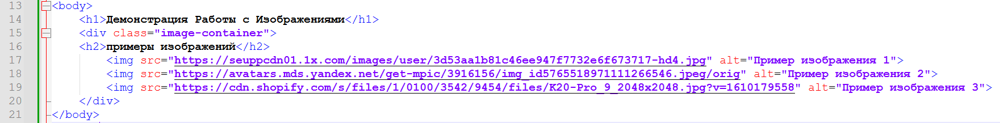 13 <body>
14 <h1>Демонстрация Работы с Изображениями</h1>
15 <div class="image-container">
16 <h2>примеры изображений</h2>
17 <img src="https://seuppcdn01.1x.com/images/user/3d53aa1b81c46ee947f7732e6f673717-hd4.jpg" alt="Пример изображения 1">
18 <img src="https://avatars.mds.yandex.net/get-mpic/3916156/img_id5765518971111266546.jpeg/orig" alt="Пример изображения 2">
19 <img src="https://cdn.shopify.com/s/files/1/0100/3542/9454/files/K20-Pro_9_2048x2048.jpg?v=1610179558" alt="Пример изображения 3">
20 </div>
21 </body>